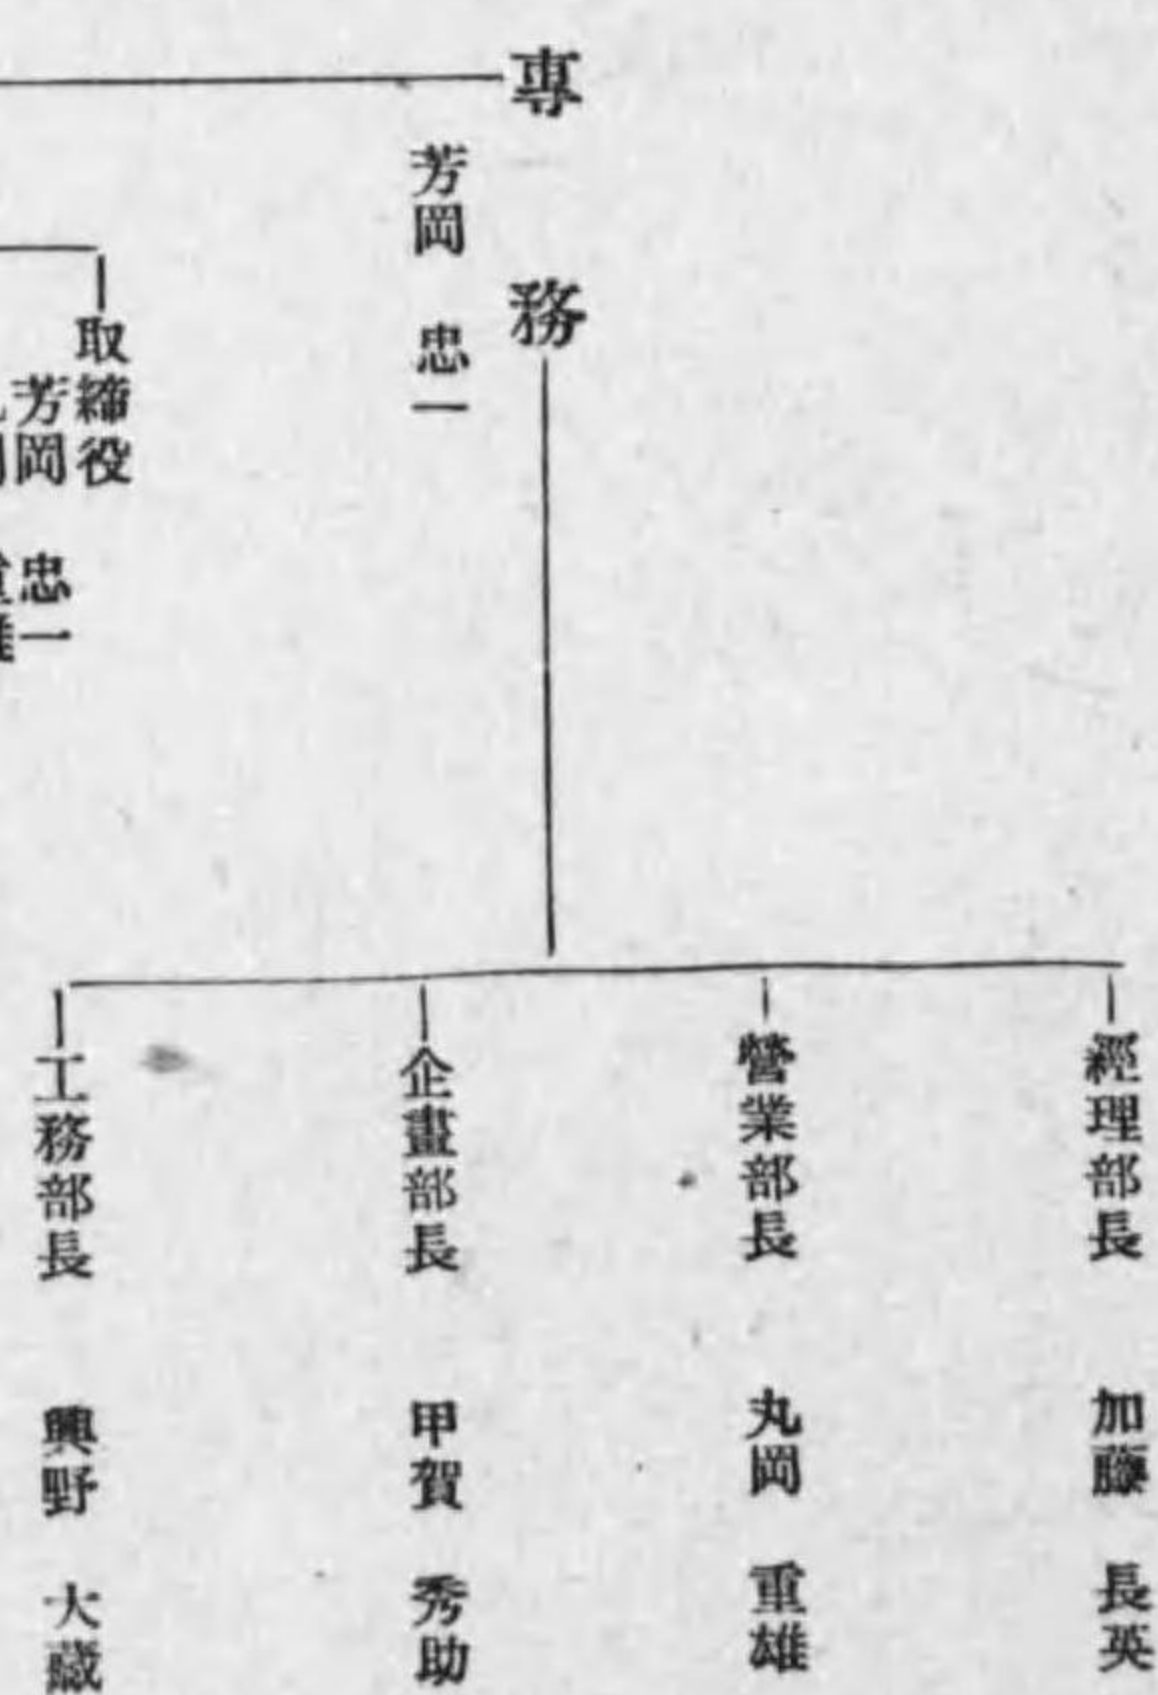 專務
芳岡 忠一
經理部長 加藤 長英
營業部長 丸岡 重雄
企畫部長 甲賀 秀助
工務部長 興野 大藏
取締役
芳岡 忠一